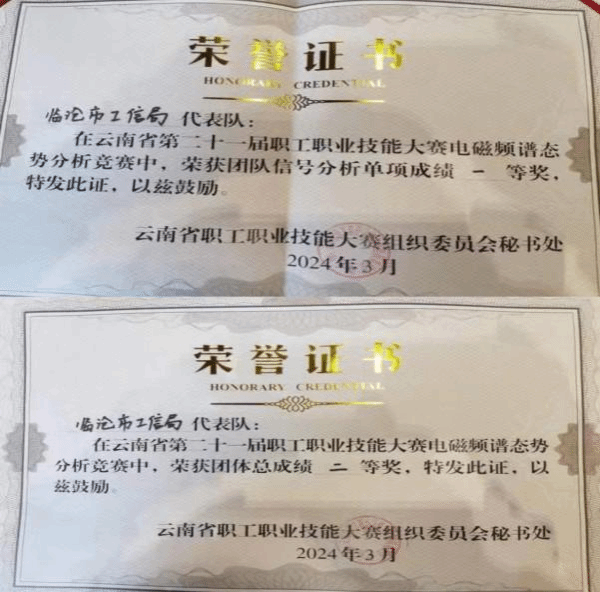 荣誉证书
HONORARY CREDENTIAL
临沧市工信局 代表队:
在云南省第二十一届职工职业技能大赛电磁频谱态
势分析竞赛中，荣获团队信号分析单项成绩 一 等奖，
特发此证，以兹鼓励。
云南省职工职业技能大赛组织委员会秘书处
2024年3月
荣誉证书
HONORARY CREDENTIAL
临沧市工信局 代表队:
在云南省第二十一届职工职业技能大赛电磁频谱态势
分析竞赛中，荣获团体总成绩 二 等奖，特发此证，以
兹鼓励。
云南省职工职业技能大赛组织委员会秘书处
2024年3月